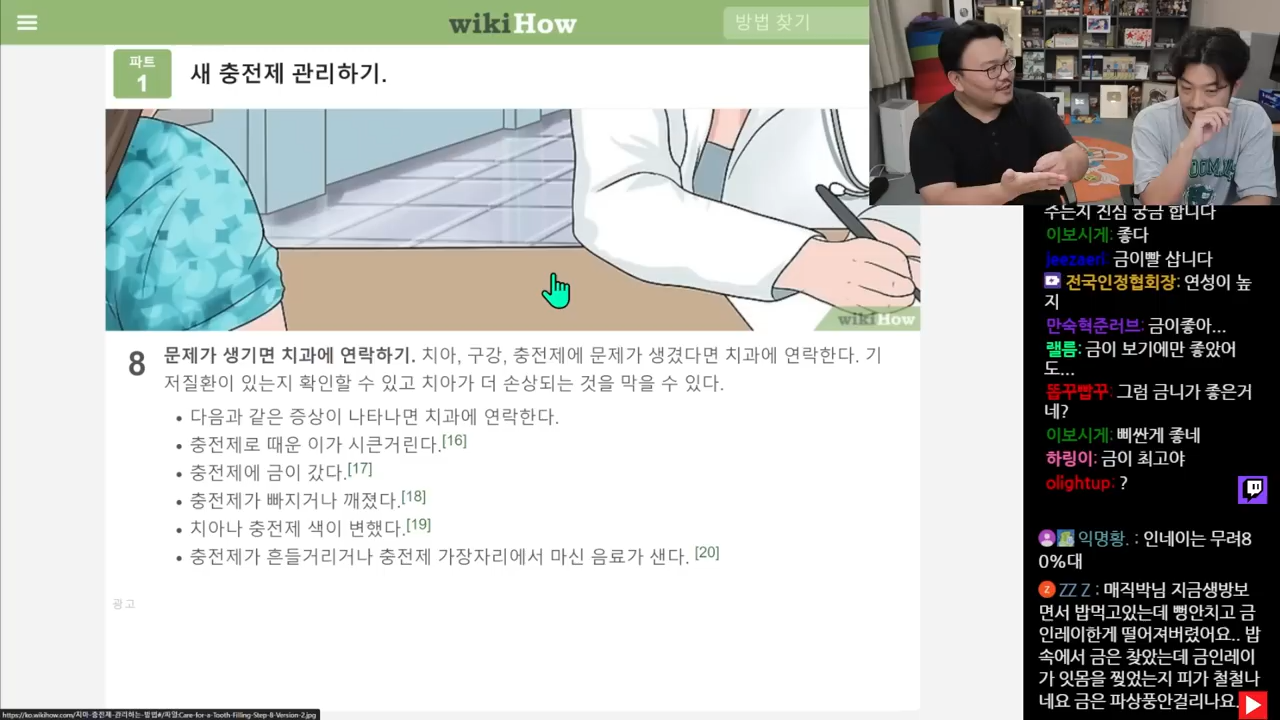 wikiHow
방법 찾기
파트
1
새 충전제 관리하기.
wikiHow
8
문제가 생기면 치과에 연락하기. 치아, 구강, 충전제에 문제가 생겼다면 치과에 연락한다. 기
저질환이 있는지 확인할 수 있고 치아가 더 손상되는 것을 막을 수 있다.
• 다음과 같은 증상이 나타나면 치과에 연락한다.
• 충전제로 때운 이가 시큰거린다.[16]
• 충전제에 금이 갔다.[17]
• 충전제가 빠지거나 깨졌다.[18]
• 치아나 충전제 색이 변했다.[19]
• 충전제가 흔들거리거나 충전제 가장자리에서 마신 음료가 샌다. [20]
광고
주는지 진심 궁금 합니다
이보시게: 좋다
jeezaeri: 금이빨 삽니다
전국인정협회장: 연성이 높
지
만숙혁준러브: 금이좋아...
랠름: 금이 보기에만 좋았어
도...
똠꾸빱꾸: 그럼 금니가 좋은거
네?
이보시게: 삐싼게 좋네
하링이: 금이 최고야
olightup: ?
익명황. : 인네이는 무려8
0%대
Z
ZZ Z : 매직박님 지금생방보
면서 밥먹고있는데 뻥안치고 금
인레이한게 떨어져버렸어요.. 밥
속에서 금은 찾았는데 금인레이
가 잇몸을 찢었는지 피가 철철나
네요 금은 파상풍안걸리나요..